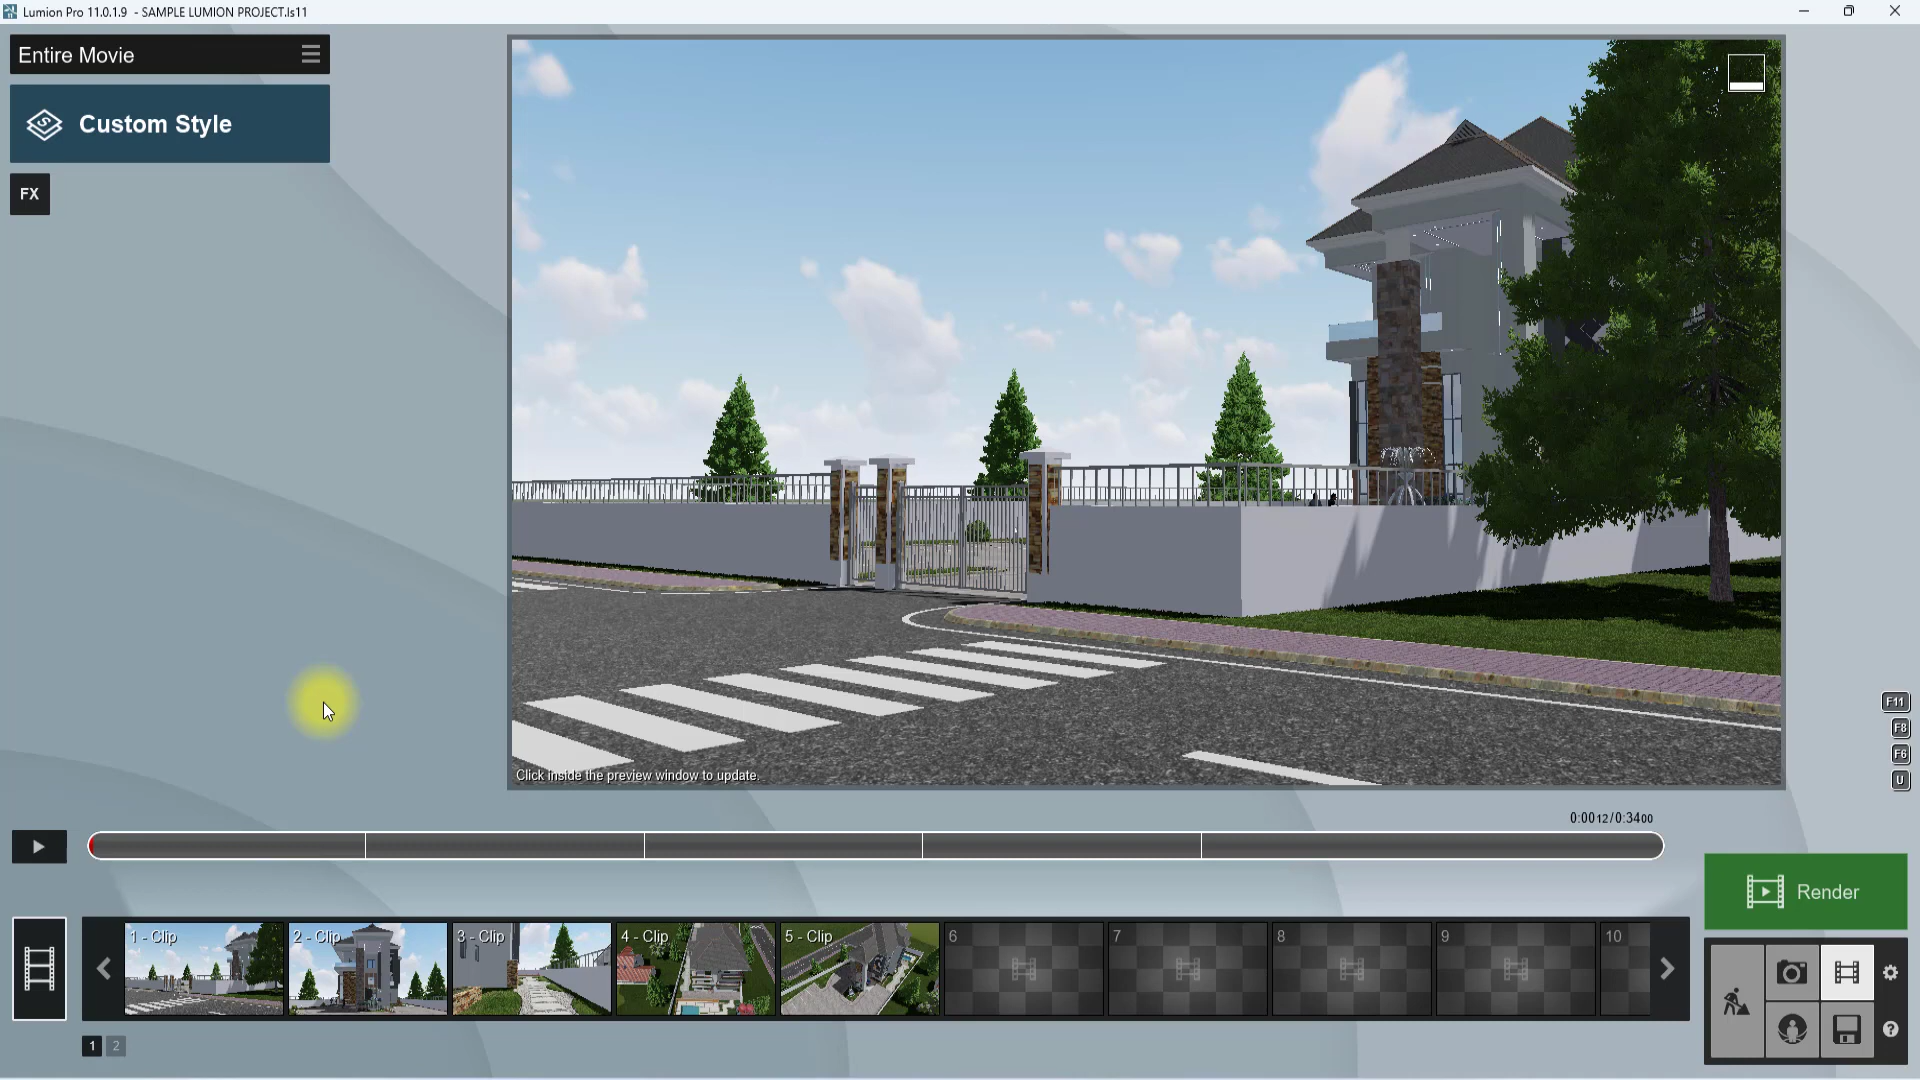 Lumion Pro 11.0.1.9 - SAMPLE LUMION PROJECT.ls11
Entire Movie
Custom Style
FX
Click inside the preview window to update.
F11
F8
F6
U
0:0012/0:3400
Render
1 - Clip
2 - Clip
3 - Clip
4 - Clip
5 - Clip
6
7
8
9
10
1
2
?